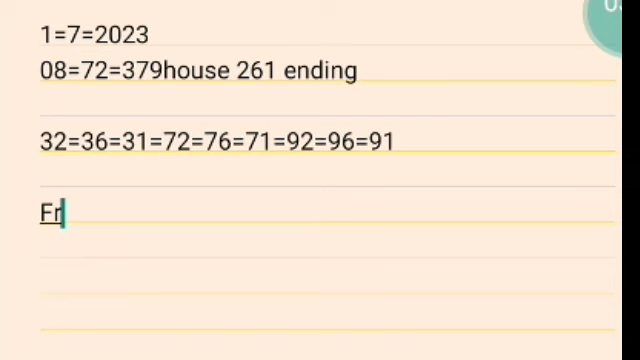 1=7=2023
08=72=379house 261 ending
32=36=31=72=76=71=92=96=91
Fr